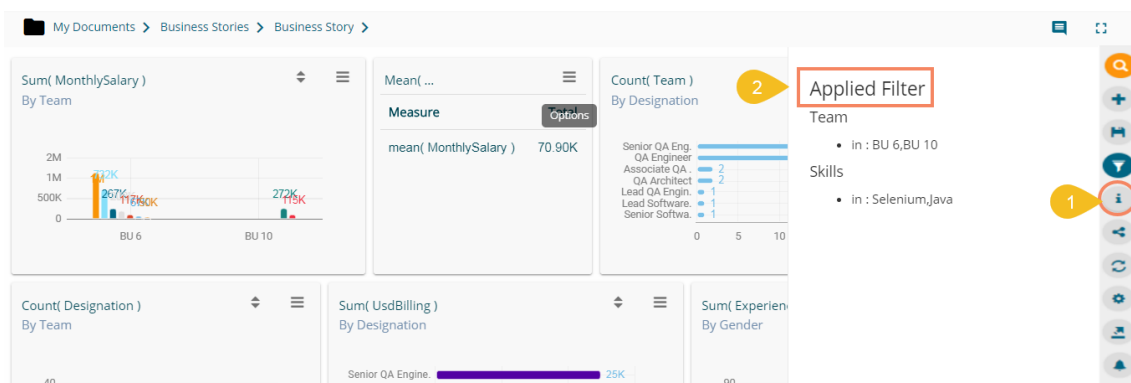 My Documents > Business Stories > Business Story >
Sum( MonthlySalary )
By Team
2M
1M
500K
0
772K
267K
272K
115K
BU 6
BU 10
Mean( ...
Measure
Options
mean( MonthlySalary ) 70.90K
Count( Team )
By Designation
Senior QA Eng.
QA Engineer
Associate QA . 2
QA Architect 2
Lead QA Engin. 1
Lead Software. 1
Senior Softwa. 1
0 5 10
2
Applied Filter
Team
• in : BU 6,BU 10
Skills
• in : Selenium,Java
1
i
Count( Designation )
By Team
40
Sum( UsdBilling )
By Designation
Senior QA Engine. 25K
Sum( Experien
By Gender
90